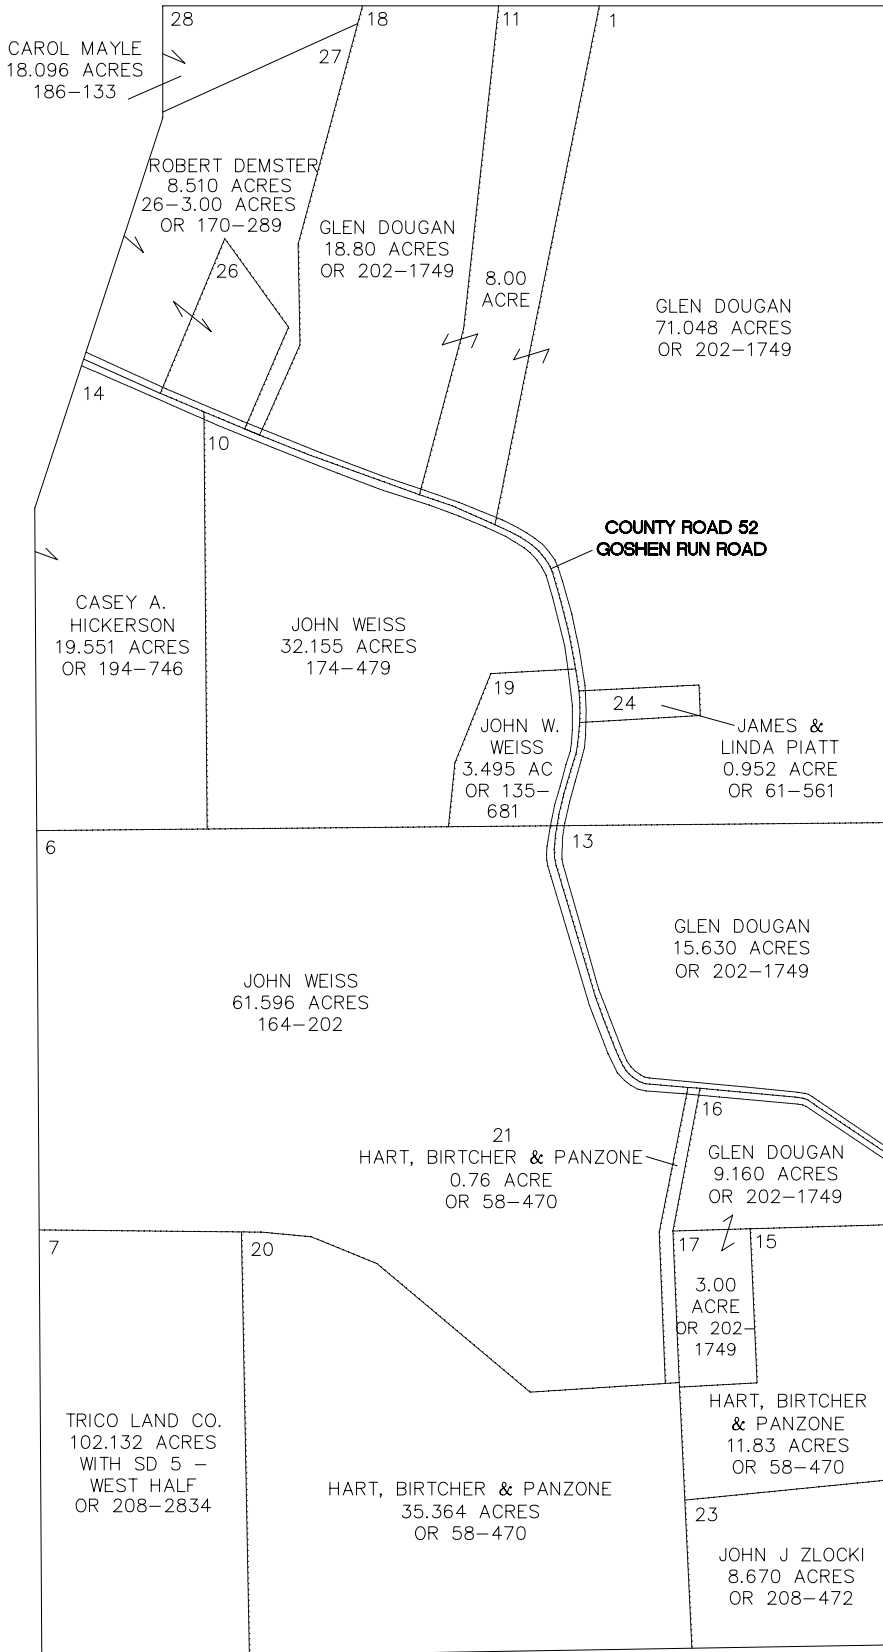 28
18
11
1
CAROL MAYLE
18.096 ACRES
186-133
27
ROBERT DEMSTER
8.510 ACRES
26-3.00 ACRES
OR 170-289
26
GLEN DOUGAN
18.80 ACRES
OR 202-1749
8.00
ACRE
GLEN DOUGAN
71.048 ACRES
OR 202-1749
14
10
COUNTY ROAD 52
GOSHEN RUN ROAD
CASEY A.
HICKERSON
19.551 ACRES
OR 194-746
JOHN WEISS
32.155 ACRES
174-479
19
JOHN W.
WEISS
3.495 AC
OR 135-
681
24
JAMES &
LINDA PIATT
0.952 ACRE
OR 61-561
6
13
GLEN DOUGAN
15.630 ACRES
OR 202-1749
JOHN WEISS
61.596 ACRES
164-202
16
21
HART, BIRTCHER & PANZONE
0.76 ACRE
OR 58-470
GLEN DOUGAN
9.160 ACRES
OR 202-1749
7
20
17
15
3.00
ACRE
OR 202-
1749
TRICO LAND CO.
102.132 ACRES
WITH SD 5 -
WEST HALF
OR 208-2834
HART, BIRTCHER & PANZONE
35.364 ACRES
OR 58-470
HART, BIRTCHER
& PANZONE
11.83 ACRES
OR 58-470
23
JOHN J ZLOCKI
8.670 ACRES
OR 208-472